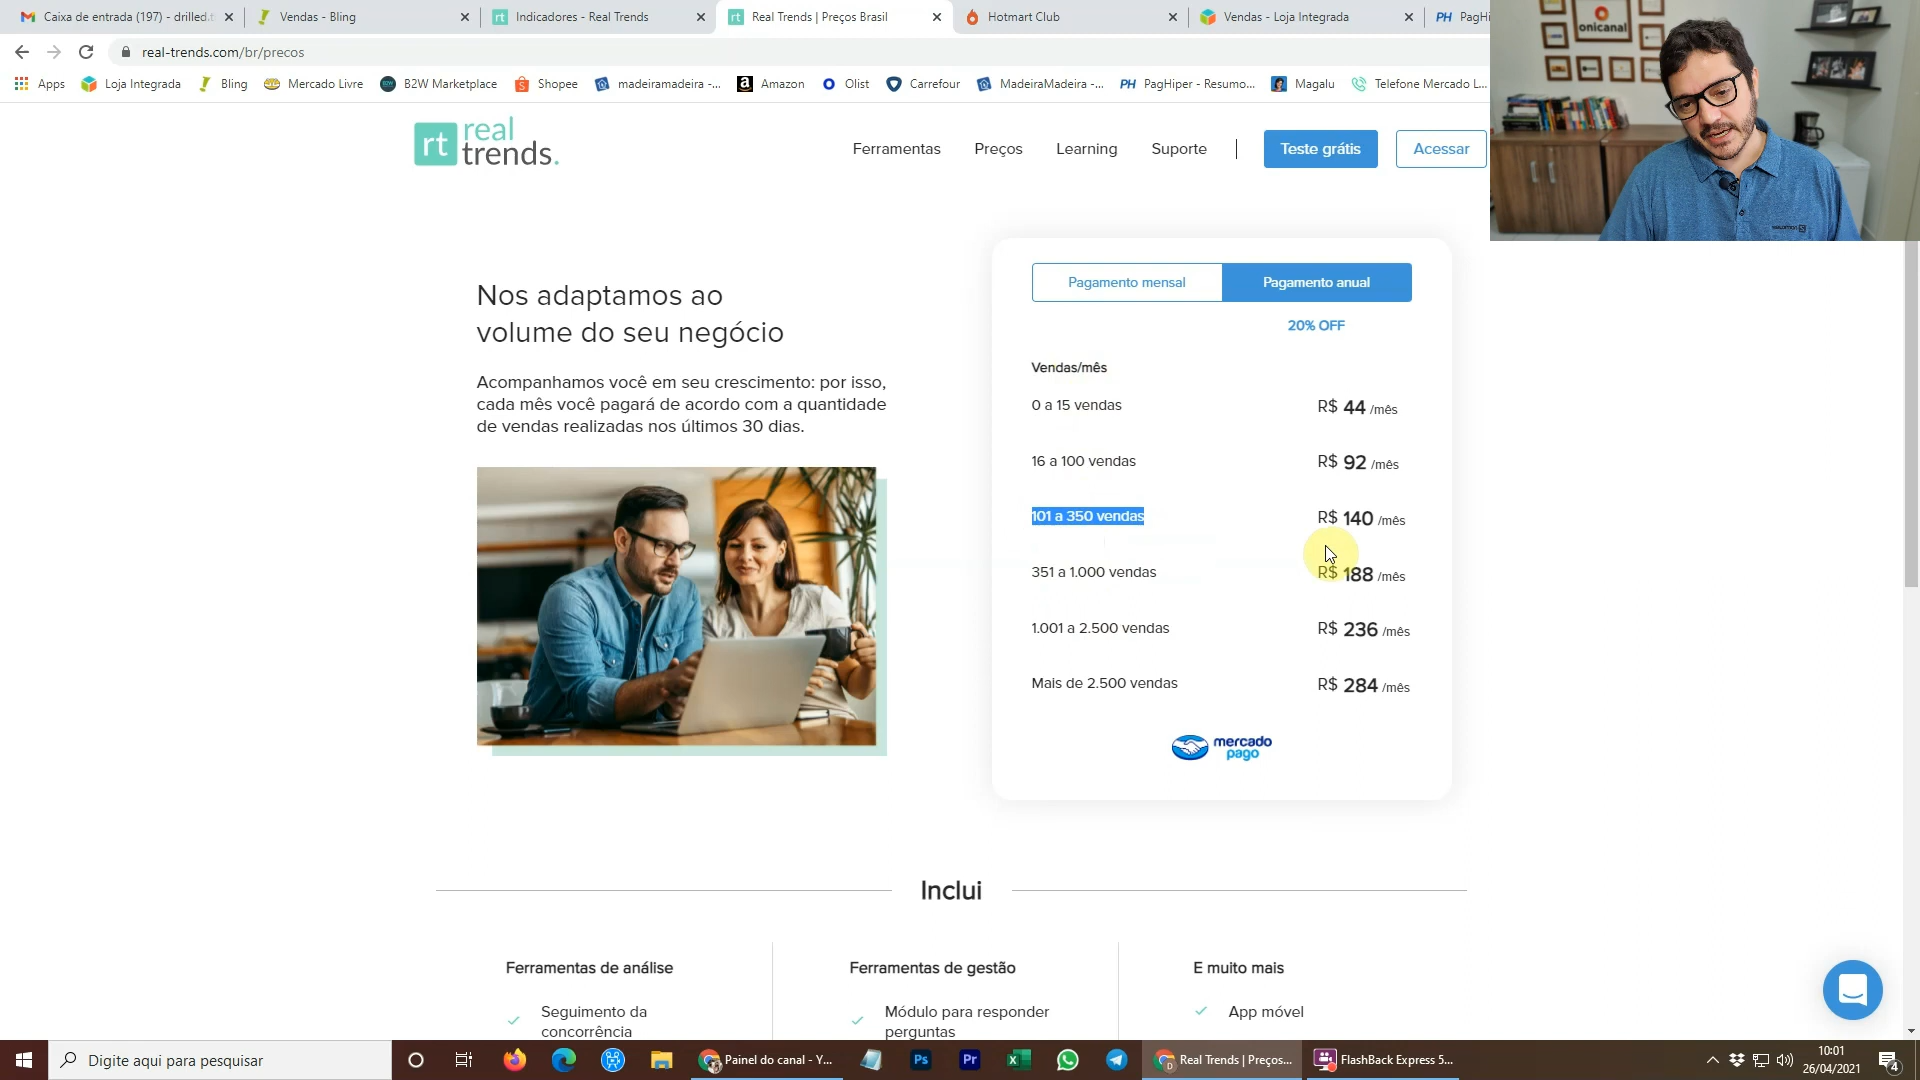 Caixa de entrada (197) - drilled.t
Vendas - Bling
Indicadores - Real Trends
Real Trends | Preços Brasil
Hotmart Club
Vendas - Loja Integrada
PH PagHi
real-trends.com/br/precos
Apps
Loja Integrada
Bling
Mercado Livre
B2W Marketplace
Shopee
madeiramadeira -...
Amazon
Olist
Carrefour
MadeiraMadeira -...
PH PagHiper - Resumo...
Magalu
Telefone Mercado L...
onicanal
rt real
trends.
Ferramentas
Preços
Learning
Suporte
Teste grátis
Acessar
Nos adaptamos ao
volume do seu negócio
Acompanhamos você em seu crescimento: por isso,
cada mês você pagará de acordo com a quantidade
de vendas realizadas nos últimos 30 dias.
Pagamento mensal
Pagamento anual
20% OFF
Vendas/mês
0 a 15 vendas R$ 44 /mês
16 a 100 vendas R$ 92 /mês
101 a 350 vendas R$ 140 /mês
351 a 1.000 vendas R$ 188 /mês
1.001 a 2.500 vendas R$ 236 /mês
Mais de 2.500 vendas R$ 284 /mês
mercado
pago
Inclui
Ferramentas de análise
Seguimento da
concorrência
Ferramentas de gestão
Módulo para responder
perguntas
E muito mais
App móvel
Digite aqui para pesquisar
Painel do canal - Y...
Ps
Pr
Real Trends | Preços...
FlashBack Express 5...
10:01
26/04/2021
4